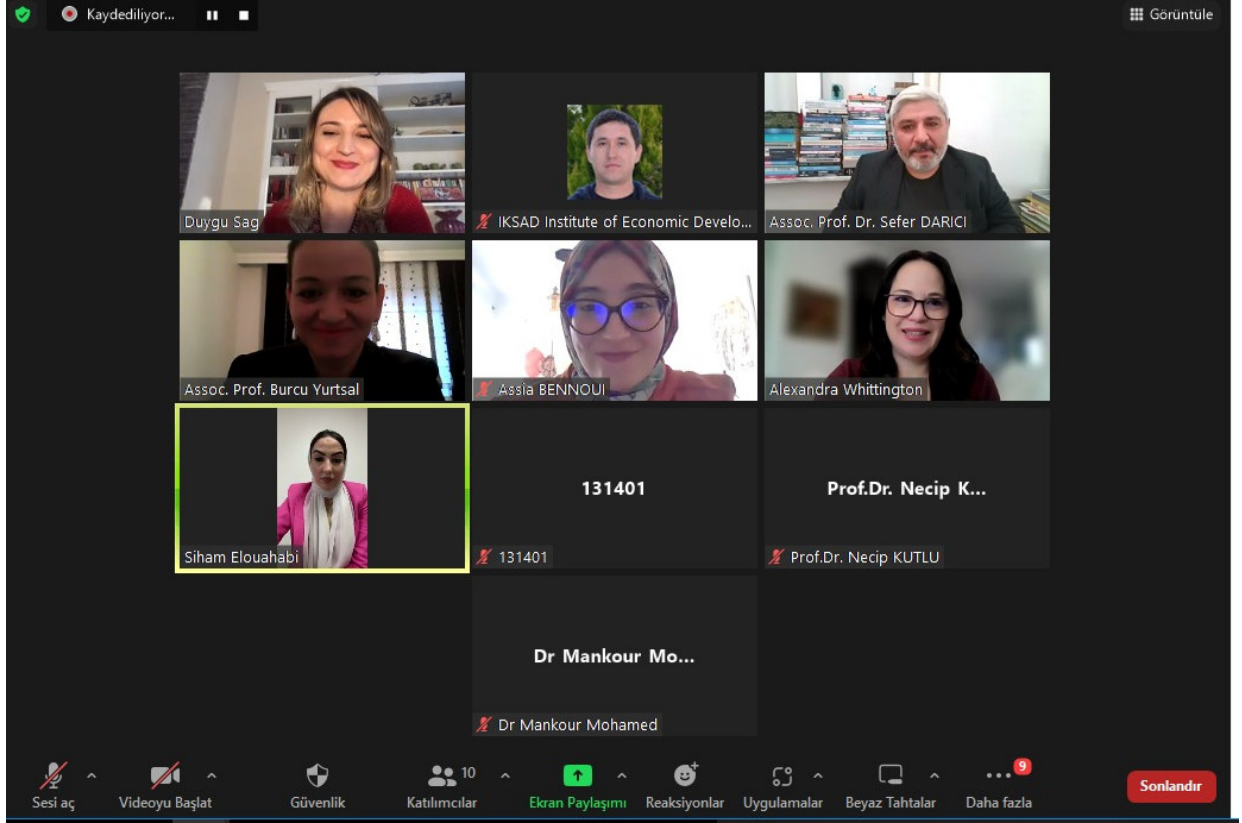 Kaydediliyor...
Görüntüle
Duygu Sag
IKSAD Institute of Economic Develo...
Assoc. Prof. Dr. Sefer DARICI
Assoc. Prof. Burcu Yurtsal
Assia BENNOUI
Alexandra Whittington
Siham Elouahabi
131401
131401
Prof.Dr. Necip K...
Prof.Dr. Necip KUTLU
Dr Mankour Mo...
Dr Mankour Mohamed
10
9
Sesi aç
Videoyu Başlat
Güvenlik
Katılımcılar
Ekran Paylaşımı
Reaksiyonlar
Uygulamalar
Beyaz Tahtalar
Daha fazla
Sonlandır